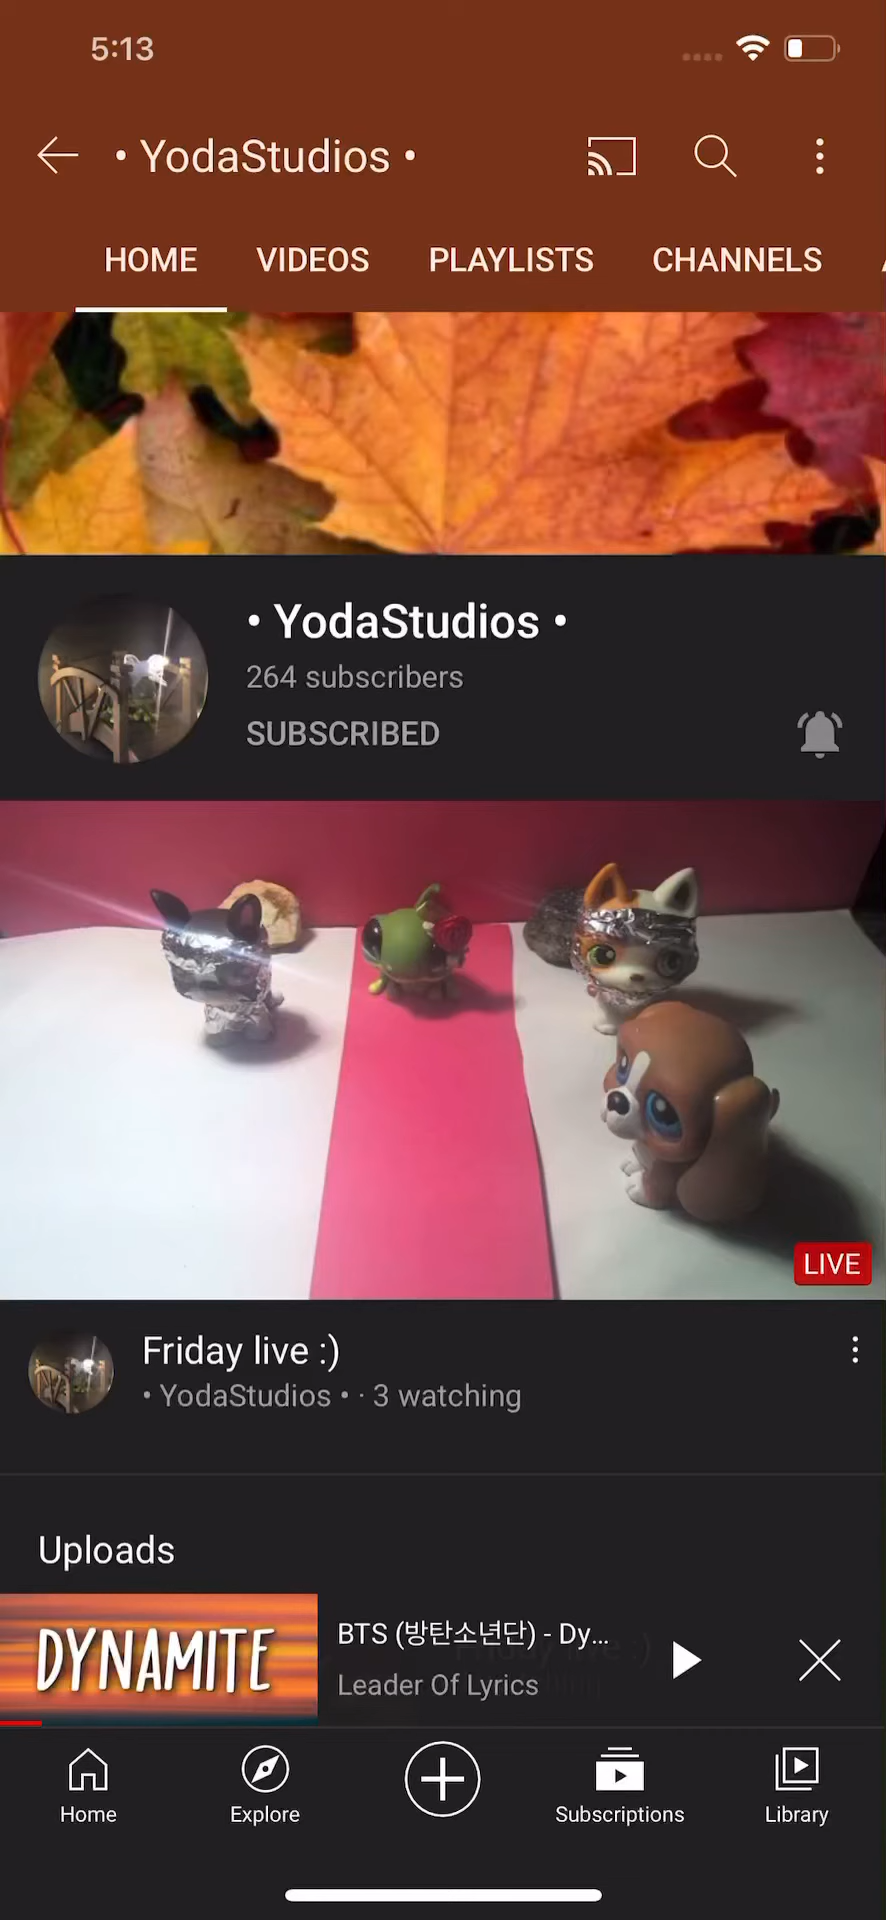 5:13
• YodaStudios •
HOME VIDEOS PLAYLISTS CHANNELS
• YodaStudios •
264 subscribers
SUBSCRIBED
LIVE
Friday live :)
• YodaStudios • · 3 watching
Uploads
DYNAMITE
BTS (방탄소년단) - Dy...
Leader Of Lyrics
Home Explore Subscriptions Library